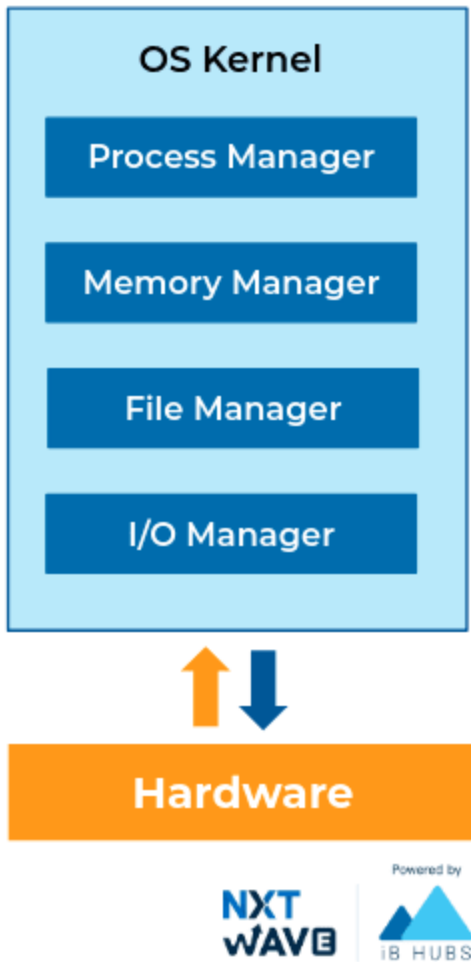 OS Kernel
Process Manager
Memory Manager
File Manager
I/O Manager
Hardware
Powered by
NXT
WAVE
iB HUBS